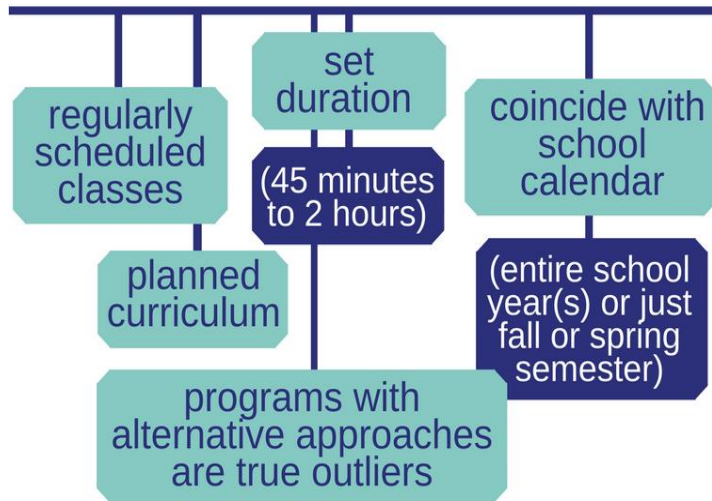 regularly
scheduled
classes
planned
curriculum
set
duration
(45 minutes
to 2 hours)
coincide with
school
calendar
(entire school
year(s) or just
fall or spring
semester)
programs with
alternative approaches
are true outliers